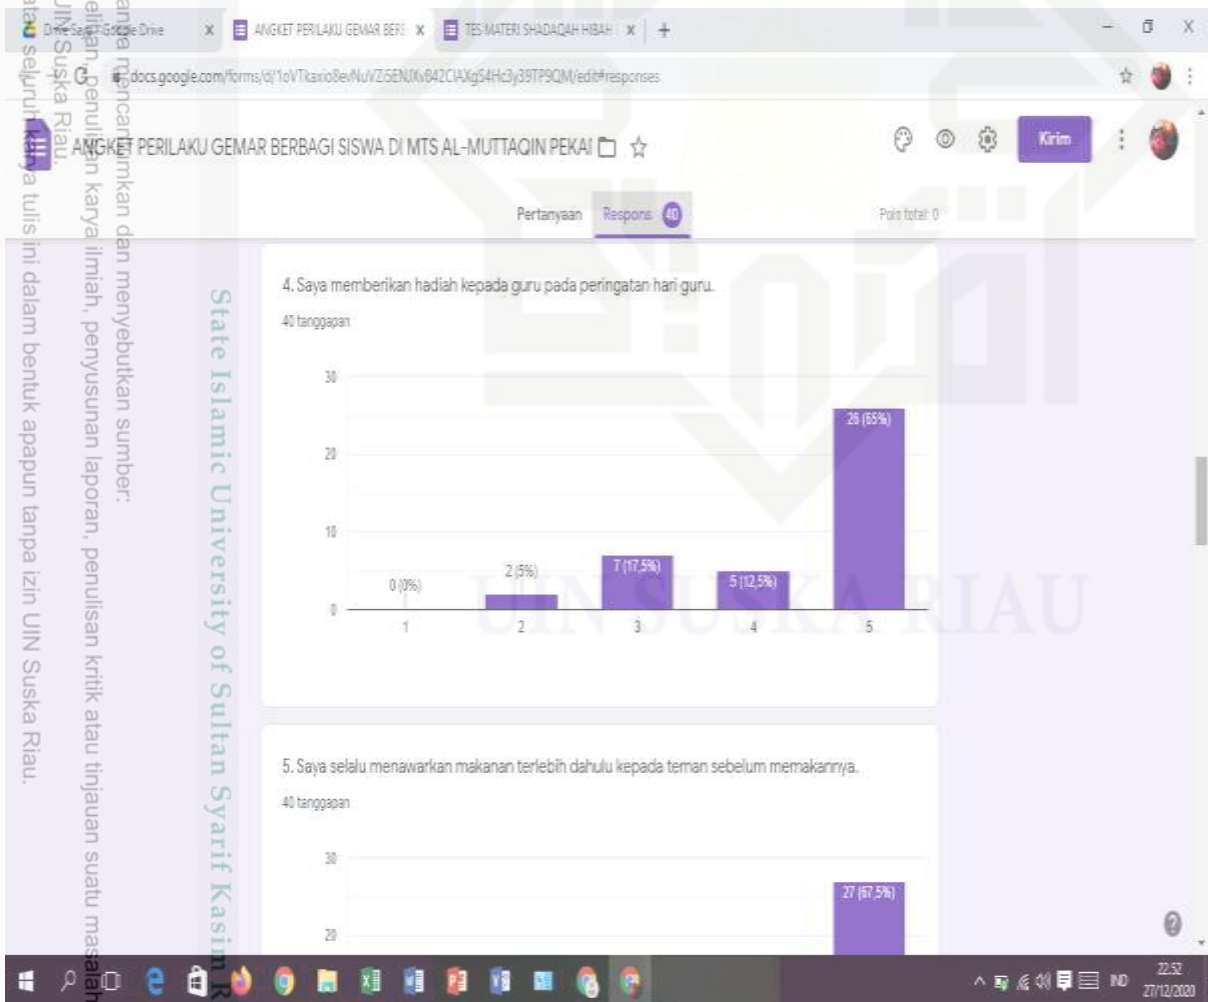 Drive Saya - Google Drive
ANGKET PERILAKU GEMAR BERB
TES MATERI SHADAQAH HIBAH
docs.google.com/forms/d/
/edit#responses
ANGKET PERILAKU GEMAR BERBAGI SISWA DI MTS AL-MUTTAQIN PEKAI
Kirim
Pertanyaan
Respons 40
Poin total: 0
4. Saya memberikan hadiah kepada guru pada peringatan hari guru.
40 tanggapan
30
20
10
0
0 (0%)
2 (5%)
7 (17,5%)
5 (12,5%)
26 (65%)
1 2 3 4 5
5. Saya selalu menawarkan makanan terlebih dahulu kepada teman sebelum memakannya.
40 tanggapan
30
20
27 (67,5%)
IND
22:52
27/12/2020
UIN SUSKA RIAU
State Islamic University of Sultan Syarif Kasim R
mencantumkan dan menyebutkan sumber:
penulisan karya ilmiah, penyusunan laporan, penulisan kritik atau tinjauan suatu masalah
UIN Suska Riau.
seluruh karya tulis ini dalam bentuk apapun tanpa izin UIN Suska Riau.